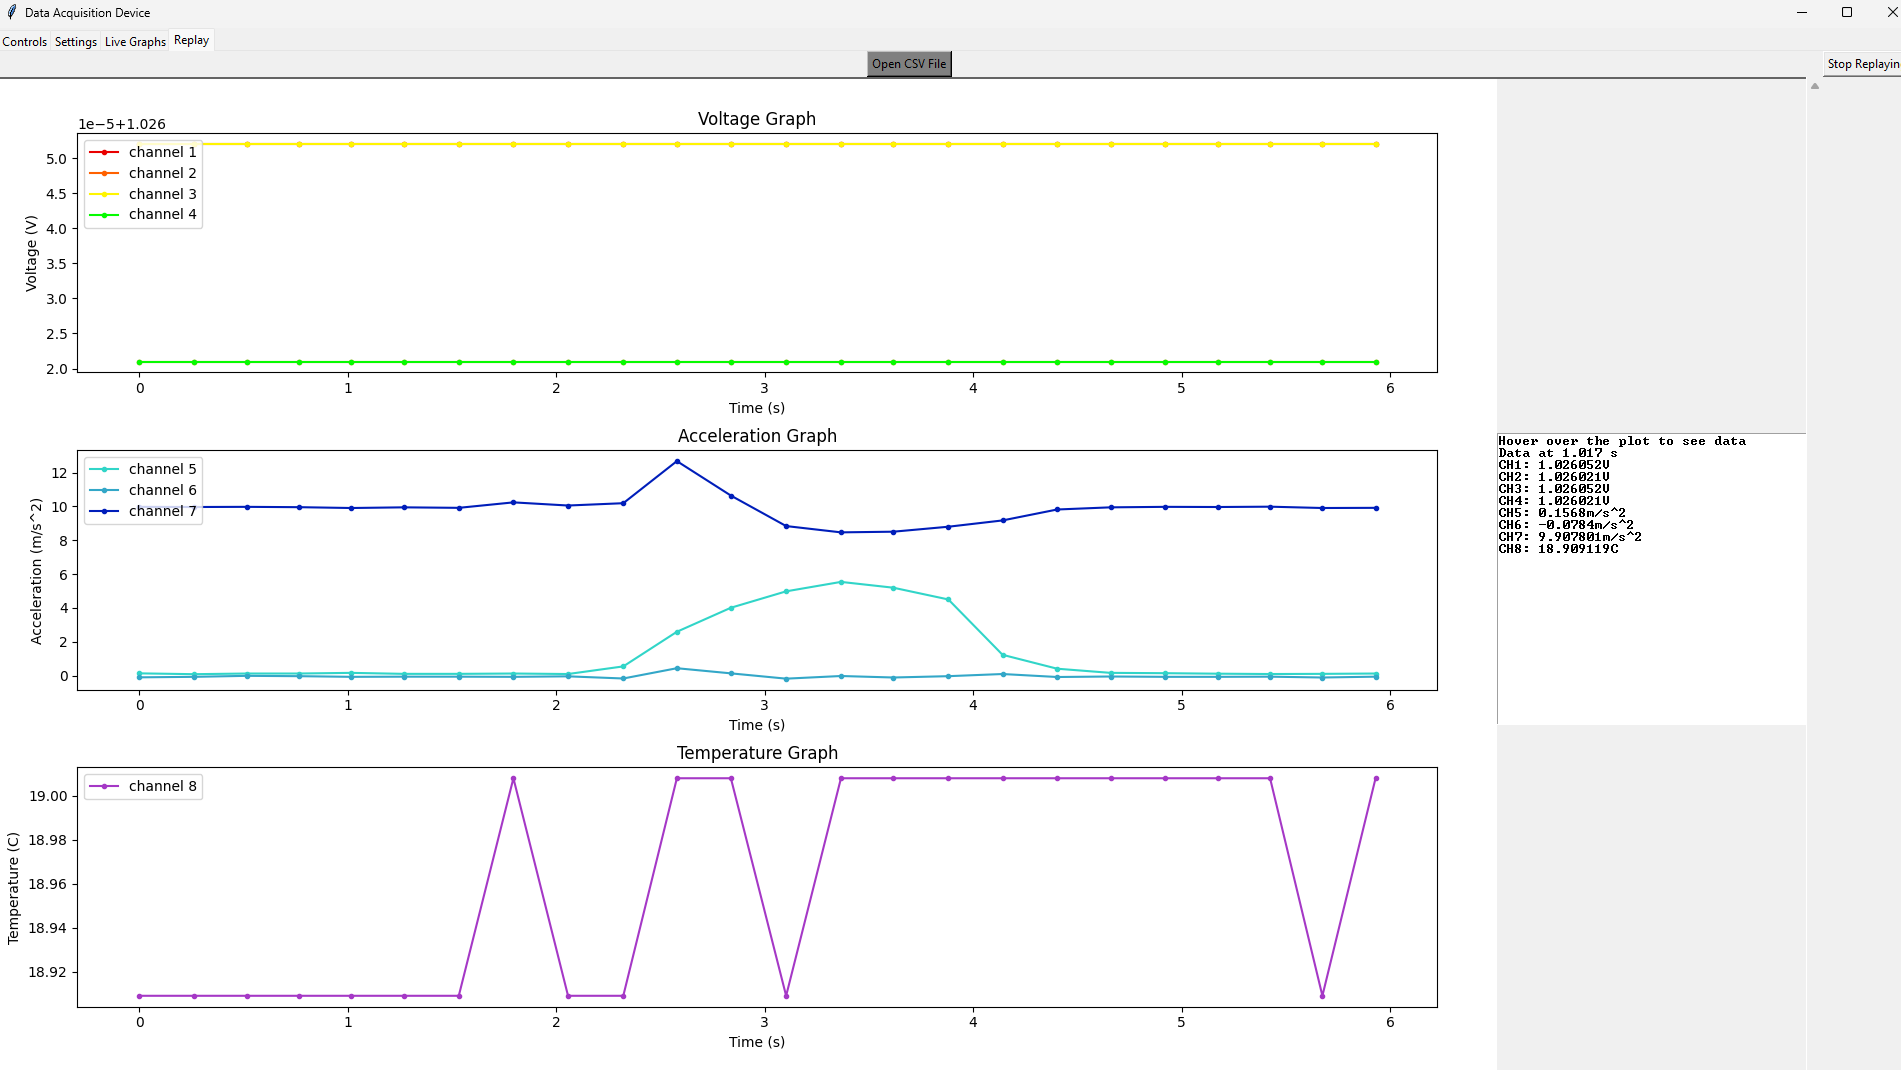 Data Acquisition Device
Controls Settings Live Graphs Replay
Open CSV File
Stop Replayin
Voltage Graph
1e−5+1.026
channel 1
channel 2
channel 3
channel 4
5.0
4.5
4.0
3.5
3.0
2.5
2.0
Voltage (V)
0 1 2 3 4 5 6
Time (s)
Acceleration Graph
channel 5
channel 6
channel 7
12
10
8
6
4
2
0
Acceleration (m/s^2)
0 1 2 3 4 5 6
Time (s)
Hover over the plot to see data
Data at 1.017 s
CH1: 1.026052V
CH2: 1.026021V
CH3: 1.026052V
CH4: 1.026021V
CH5: 0.1568m/s^2
CH6: -0.0784m/s^2
CH7: 9.907801m/s^2
CH8: 18.909119C
Temperature Graph
channel 8
19.00
18.98
18.96
18.94
18.92
Temperature (C)
0 1 2 3 4 5 6
Time (s)